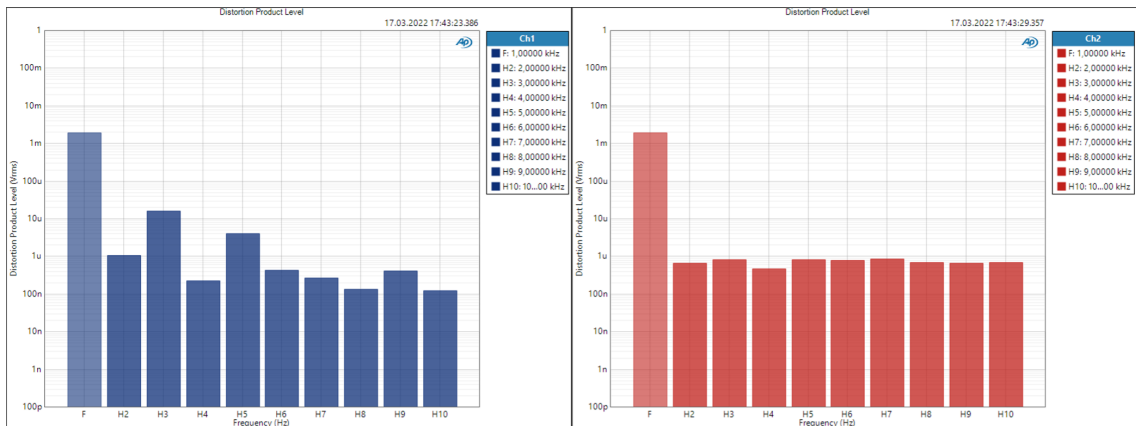 Distortion Product Level
17.03.2022 17:43:23.386
1
100m
10m
1m
100u
10u
1u
100n
10n
1n
100p
Distortion Product Level (Vrms)
F H2 H3 H4 H5 H6 H7 H8 H9 H10
Frequency (Hz)
AP
Ch1
F: 1,00000 kHz
H2: 2,00000 kHz
H3: 3,00000 kHz
H4: 4,00000 kHz
H5: 5,00000 kHz
H6: 6,00000 kHz
H7: 7,00000 kHz
H8: 8,00000 kHz
H9: 9,00000 kHz
H10: 10...00 kHz
Distortion Product Level
17.03.2022 17:43:29.357
1
100m
10m
1m
100u
10u
1u
100n
10n
1n
100p
Distortion Product Level (Vrms)
F H2 H3 H4 H5 H6 H7 H8 H9 H10
Frequency (Hz)
AP
Ch2
F: 1,00000 kHz
H2: 2,00000 kHz
H3: 3,00000 kHz
H4: 4,00000 kHz
H5: 5,00000 kHz
H6: 6,00000 kHz
H7: 7,00000 kHz
H8: 8,00000 kHz
H9: 9,00000 kHz
H10: 10...00 kHz